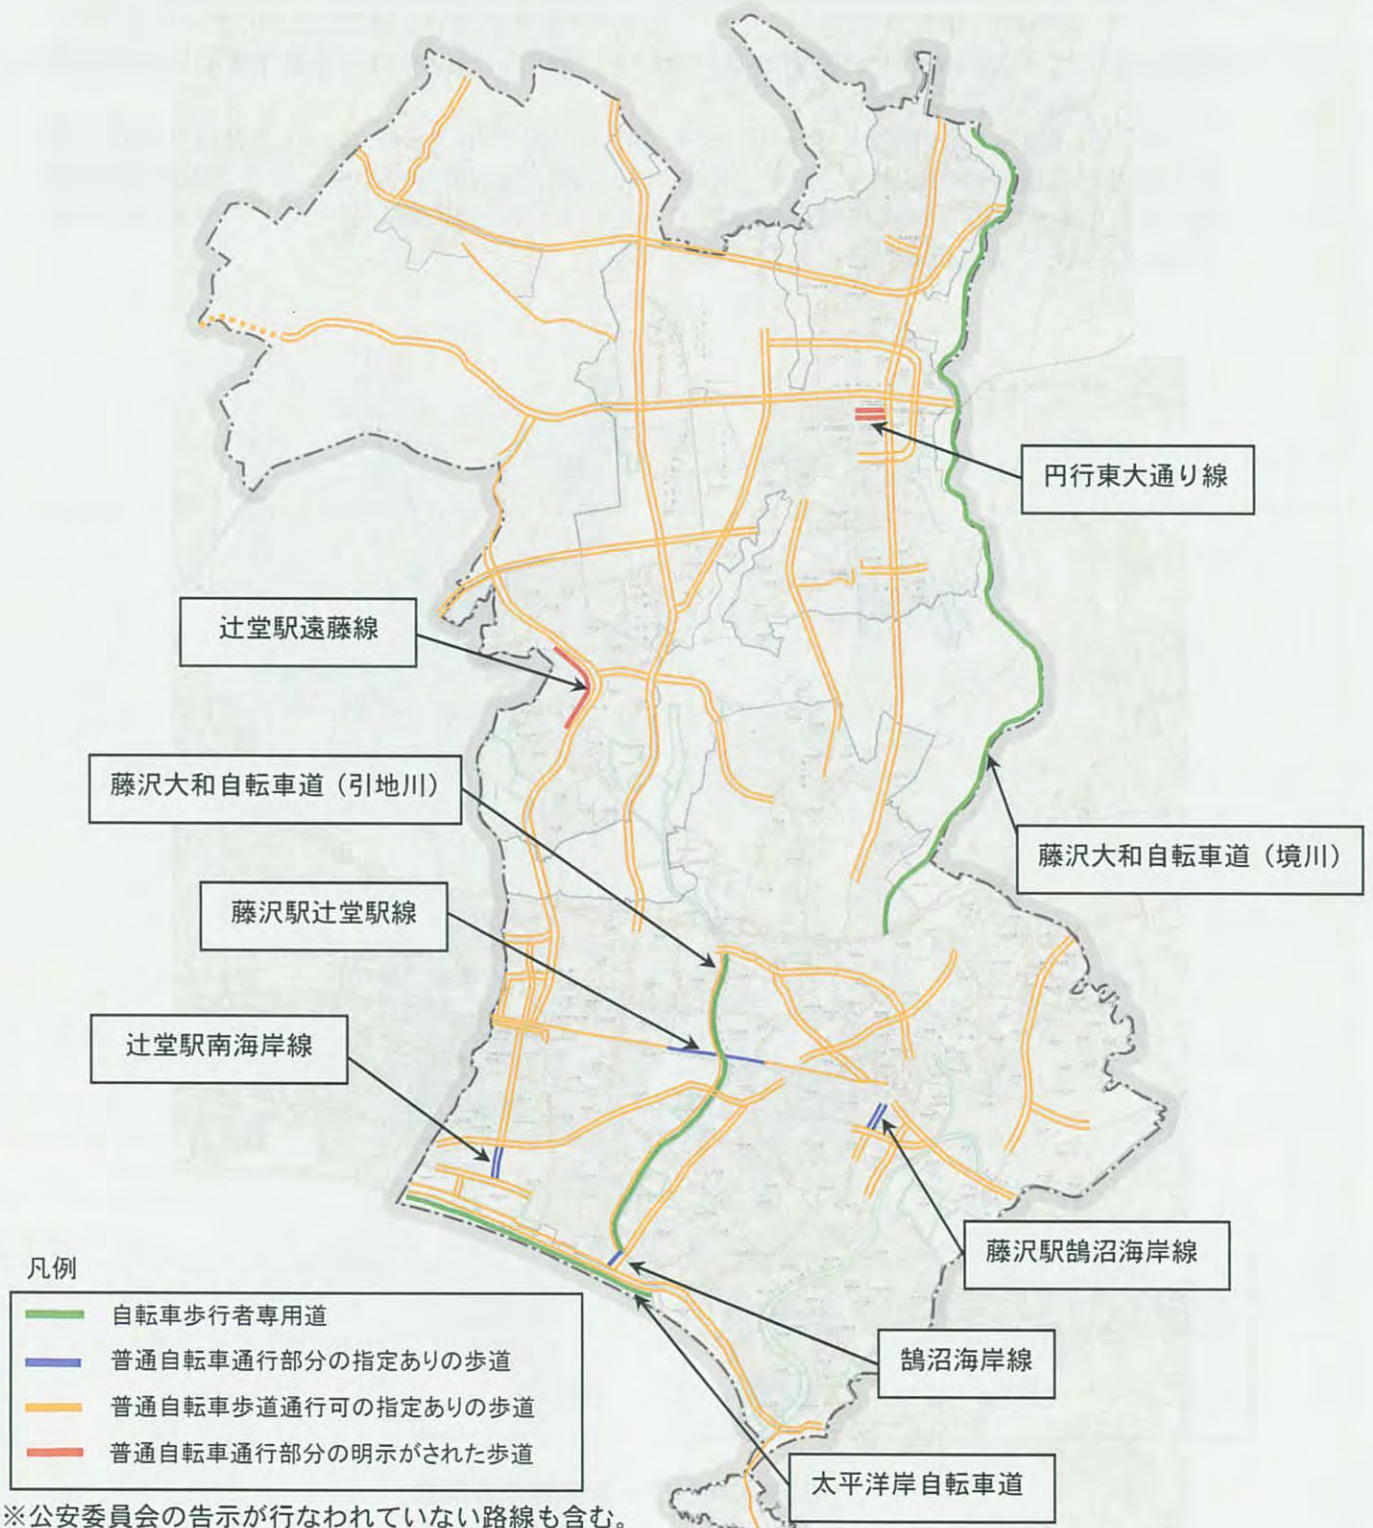 円行東大通り線
辻堂駅遠藤線
藤沢大和自転車道（引地川）
藤沢大和自転車道（境川）
藤沢駅辻堂駅線
辻堂駅南海岸線
藤沢駅鵠沼海岸線
鵠沼海岸線
太平洋岸自転車道
凡例
自転車歩行者専用道
普通自転車通行部分の指定ありの歩道
普通自転車歩道通行可の指定ありの歩道
普通自転車通行部分の明示がされた歩道
※公安委員会の告示が行なわれていない路線も含む。